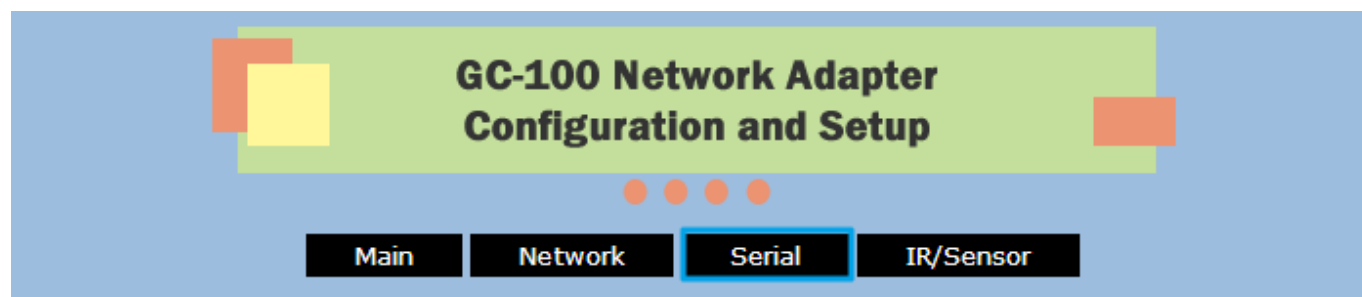 GC-100 Network Adapter
Configuration and Setup
Main Network Serial IR/Sensor